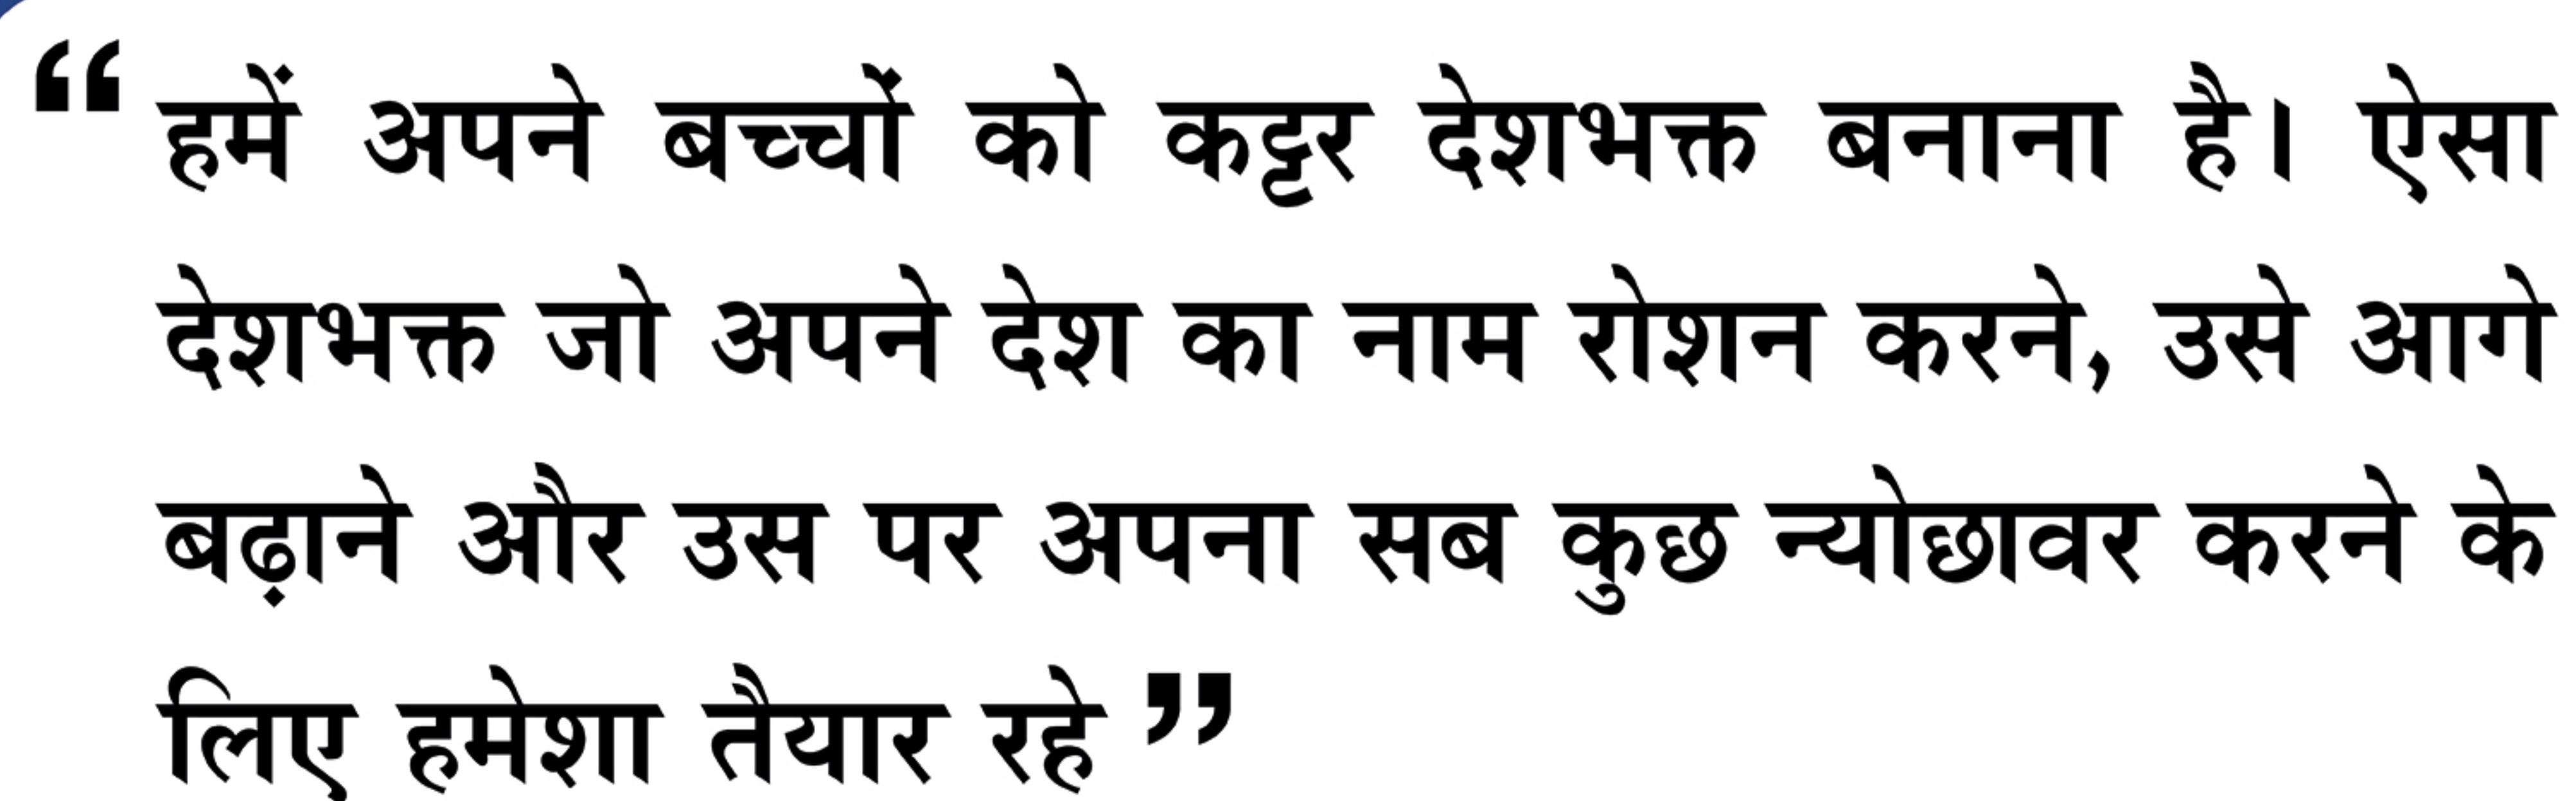 “ हमें अपने बच्चों को कट्टर देशभक्त बनाना है। ऐसा
देशभक्त जो अपने देश का नाम रोशन करने, उसे आगे
बढ़ाने और उस पर अपना सब कुछ न्योछावर करने के
लिए हमेशा तैयार रहे ”